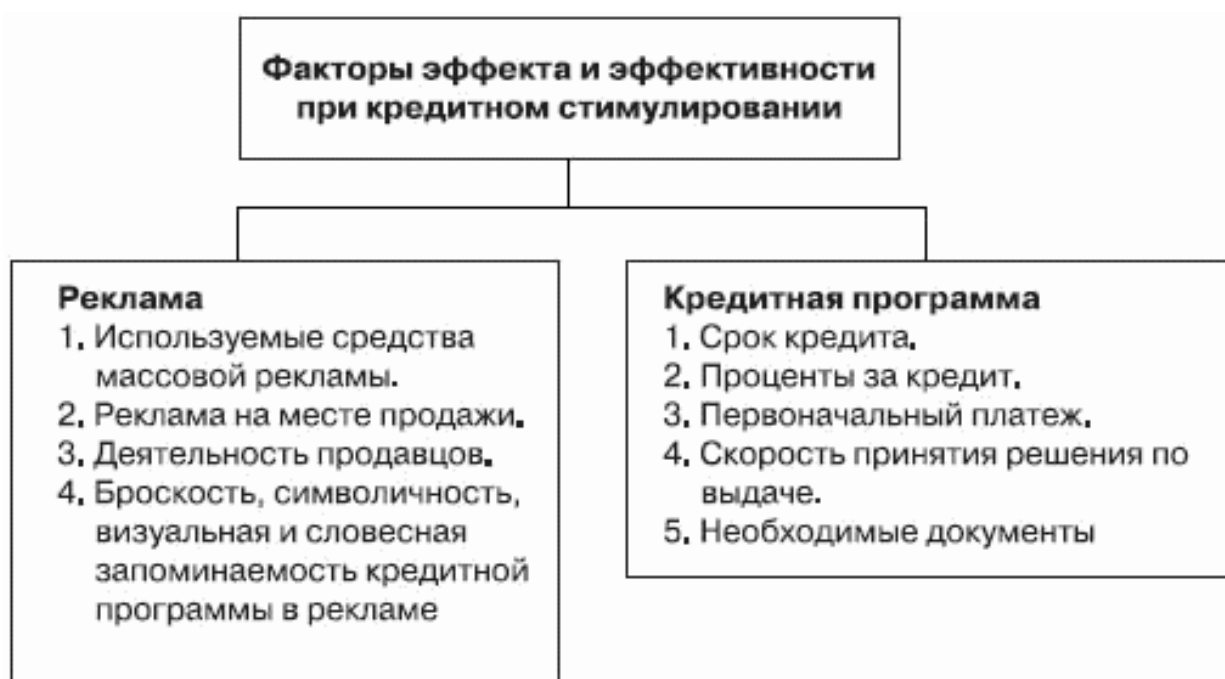 Факторы эффекта и эффективности
при кредитном стимулировании
Реклама
1. Используемые средства
массовой рекламы.
2. Реклама на месте продажи.
3. Деятельность продавцов.
4. Броскость, символичность,
визуальная и словесная
запоминаемость кредитной
программы в рекламе
Кредитная программа
1. Срок кредита.
2. Проценты за кредит.
3. Первоначальный платеж.
4. Скорость принятия решения по
выдаче.
5. Необходимые документы